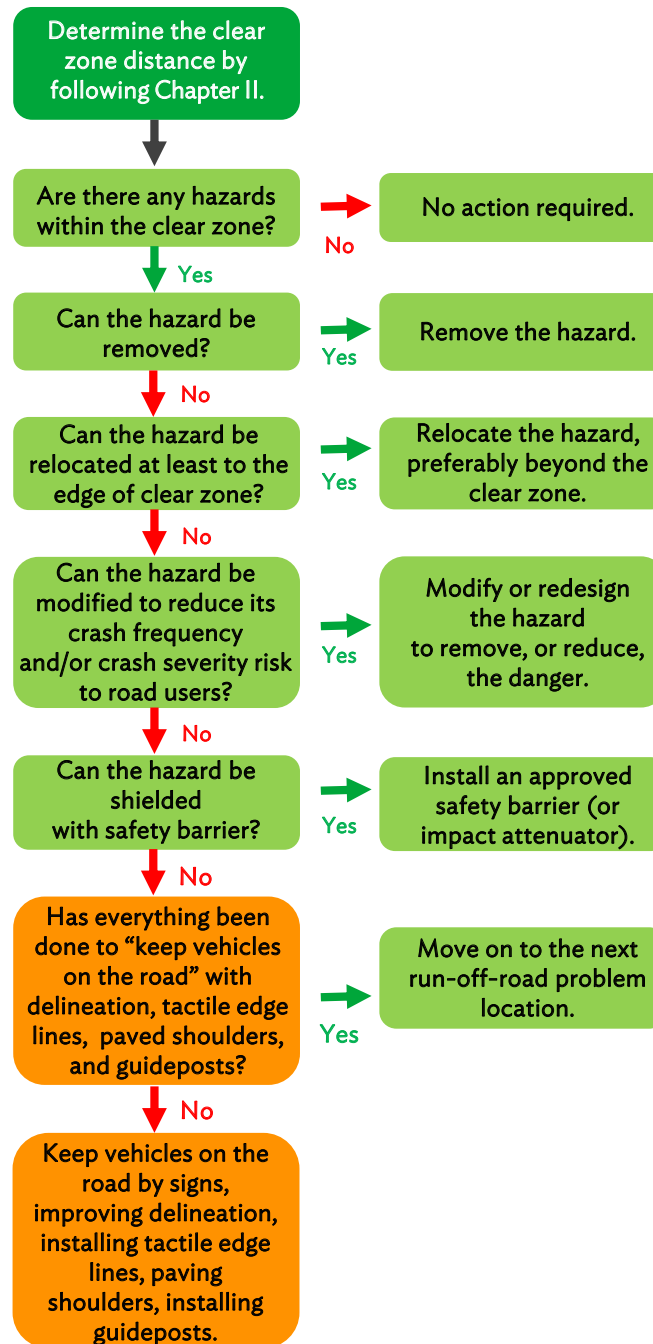 Determine the clear
zone distance by
following Chapter II.
Are there any hazards
within the clear zone?
No
No action required.
Yes
Can the hazard be
removed?
Yes
Remove the hazard.
No
Can the hazard be
relocated at least to the
edge of clear zone?
Yes
Relocate the hazard,
preferably beyond the
clear zone.
No
Can the hazard be
modified to reduce its
crash frequency
and/or crash severity risk
to road users?
Yes
Modify or redesign
the hazard
to remove, or reduce,
the danger.
No
Can the hazard be
shielded
with safety barrier?
Yes
Install an approved
safety barrier (or
impact attenuator).
No
Has everything been
done to “keep vehicles
on the road” with
delineation, tactile edge
lines, paved shoulders,
and guideposts?
Yes
Move on to the next
run-off-road problem
location.
No
Keep vehicles on the
road by signs,
improving delineation,
installing tactile edge
lines, paving
shoulders, installing
guideposts.